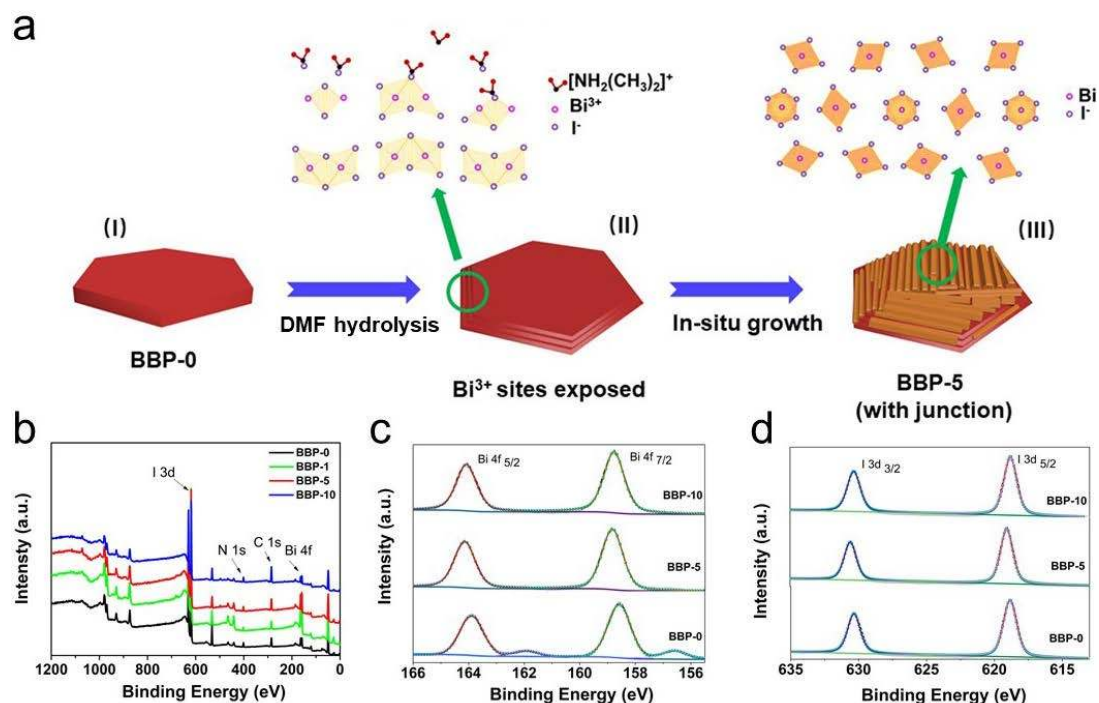 a
[NH₂(CH₃)₂]⁺
Bi³⁺
I⁻
Bi
I⁻
(I)
(II)
(III)
DMF hydrolysis
In-situ growth
BBP-0
Bi³⁺ sites exposed
BBP-5
(with junction)
b
Intensty (a.u.)
I 3d
N 1s
C 1s
Bi 4f
BBP-0
BBP-1
BBP-5
BBP-10
1200 1000 800 600 400 200 0
Binding Energy (eV)
c
Intensity (a.u.)
Bi 4f 5/2
Bi 4f 7/2
BBP-10
BBP-5
BBP-0
166 164 162 160 158 156
Binding Energy (eV)
d
Intensity (a.u.)
I 3d 3/2
I 3d 5/2
BBP-10
BBP-5
BBP-0
635 630 625 620 615
Binding Energy (eV)